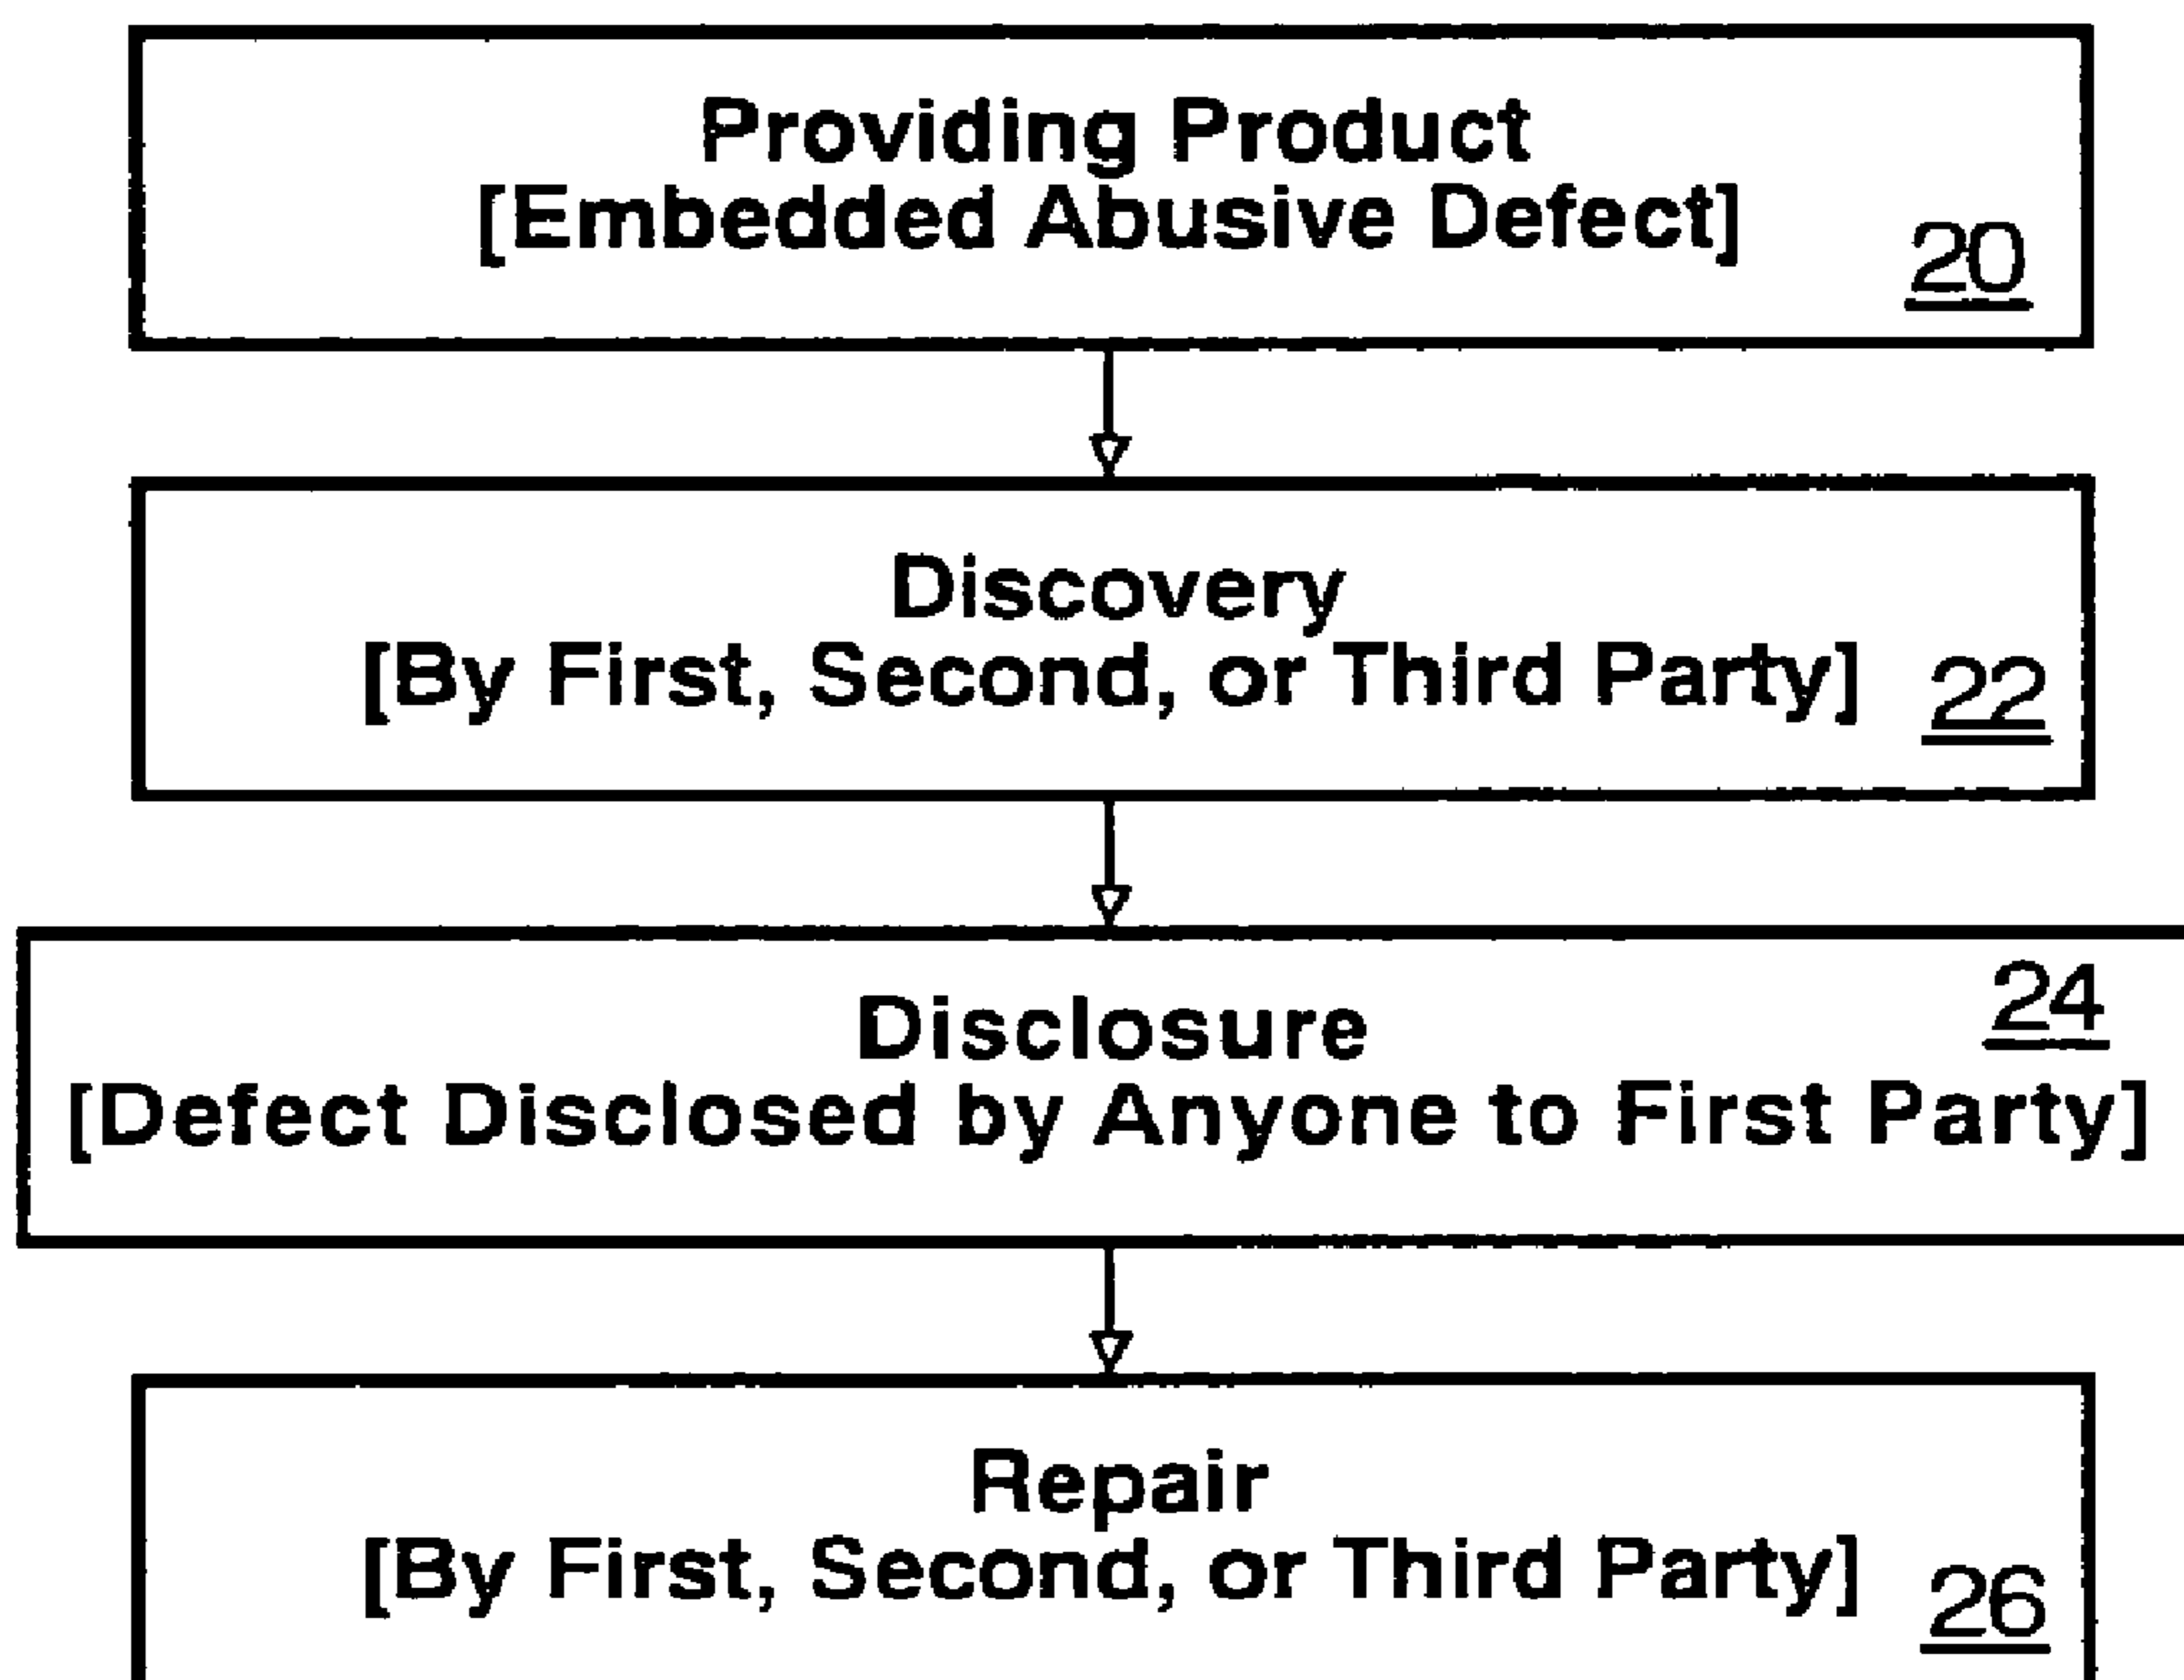 Providing Product
[Embedded Abusive Defect]
20
Discovery
[By First, Second, or Third Party]
22
24
Disclosure
[Defect Disclosed by Anyone to First Party]
Repair
[By First, Second, or Third Party]
26